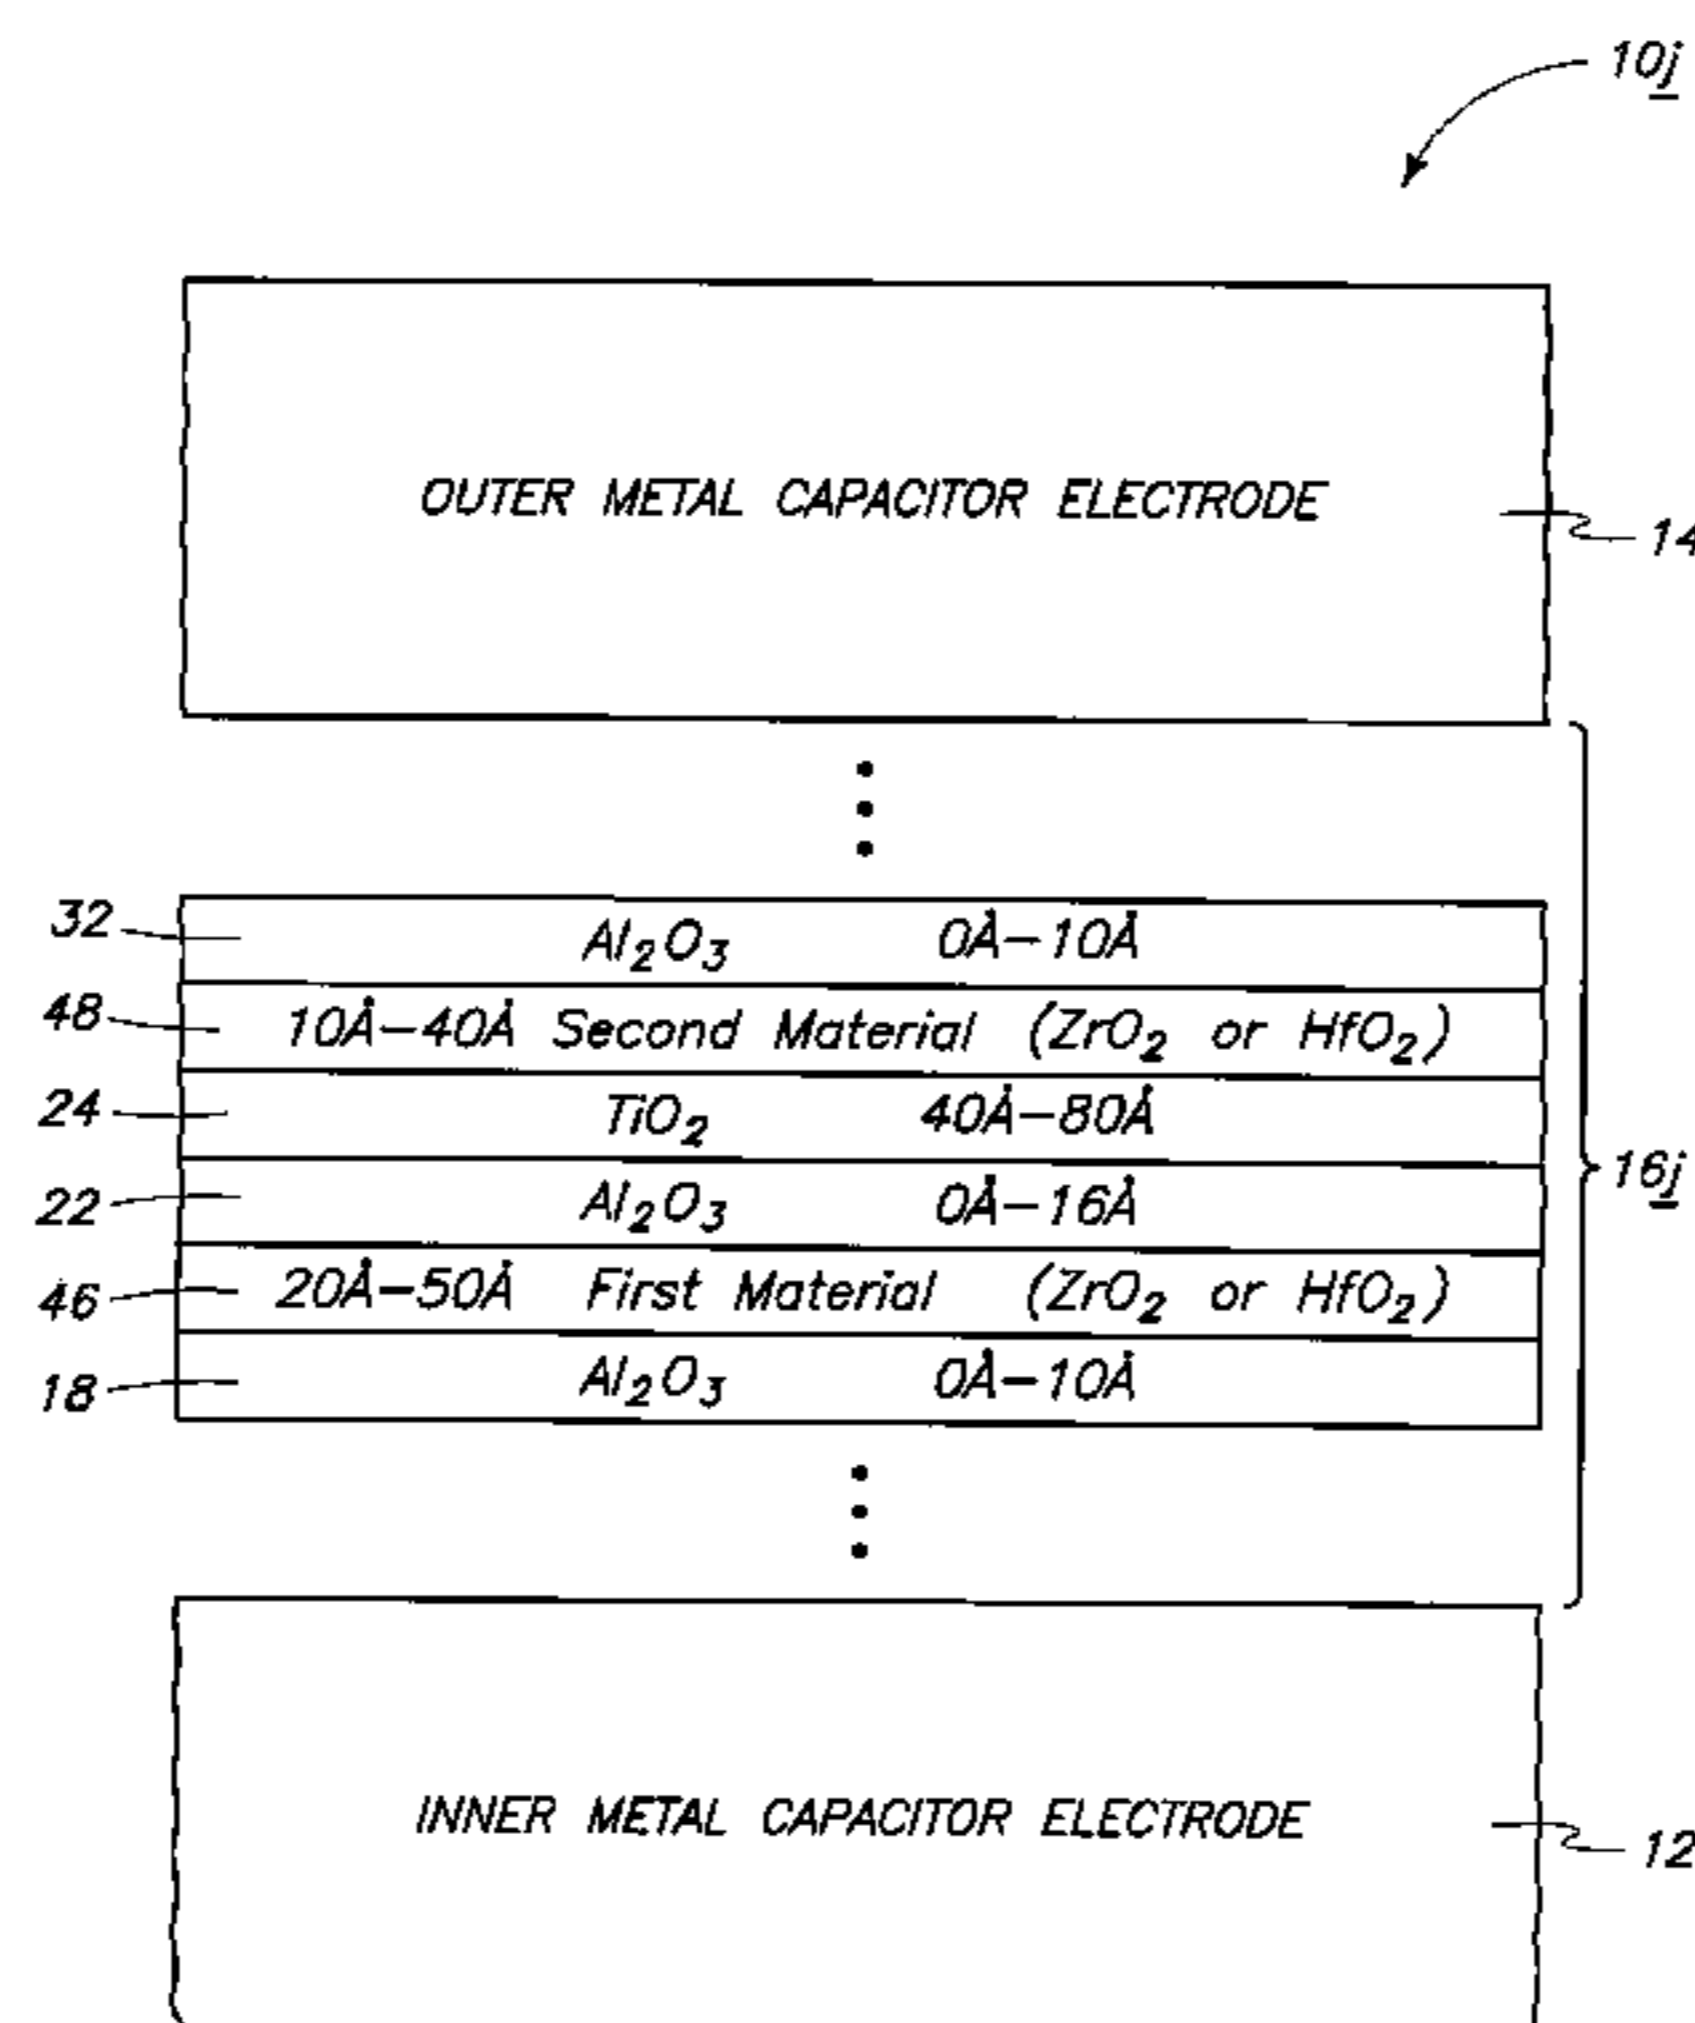 10j
OUTER METAL CAPACITOR ELECTRODE
14
32 Al2O3 0Å-10Å
48 10Å-40Å Second Material (ZrO2 or HfO2)
24 TiO2 40Å-80Å
22 Al2O3 0Å-16Å
16j
46 20Å-50Å First Material (ZrO2 or HfO2)
18 Al2O3 0Å-10Å
INNER METAL CAPACITOR ELECTRODE
12